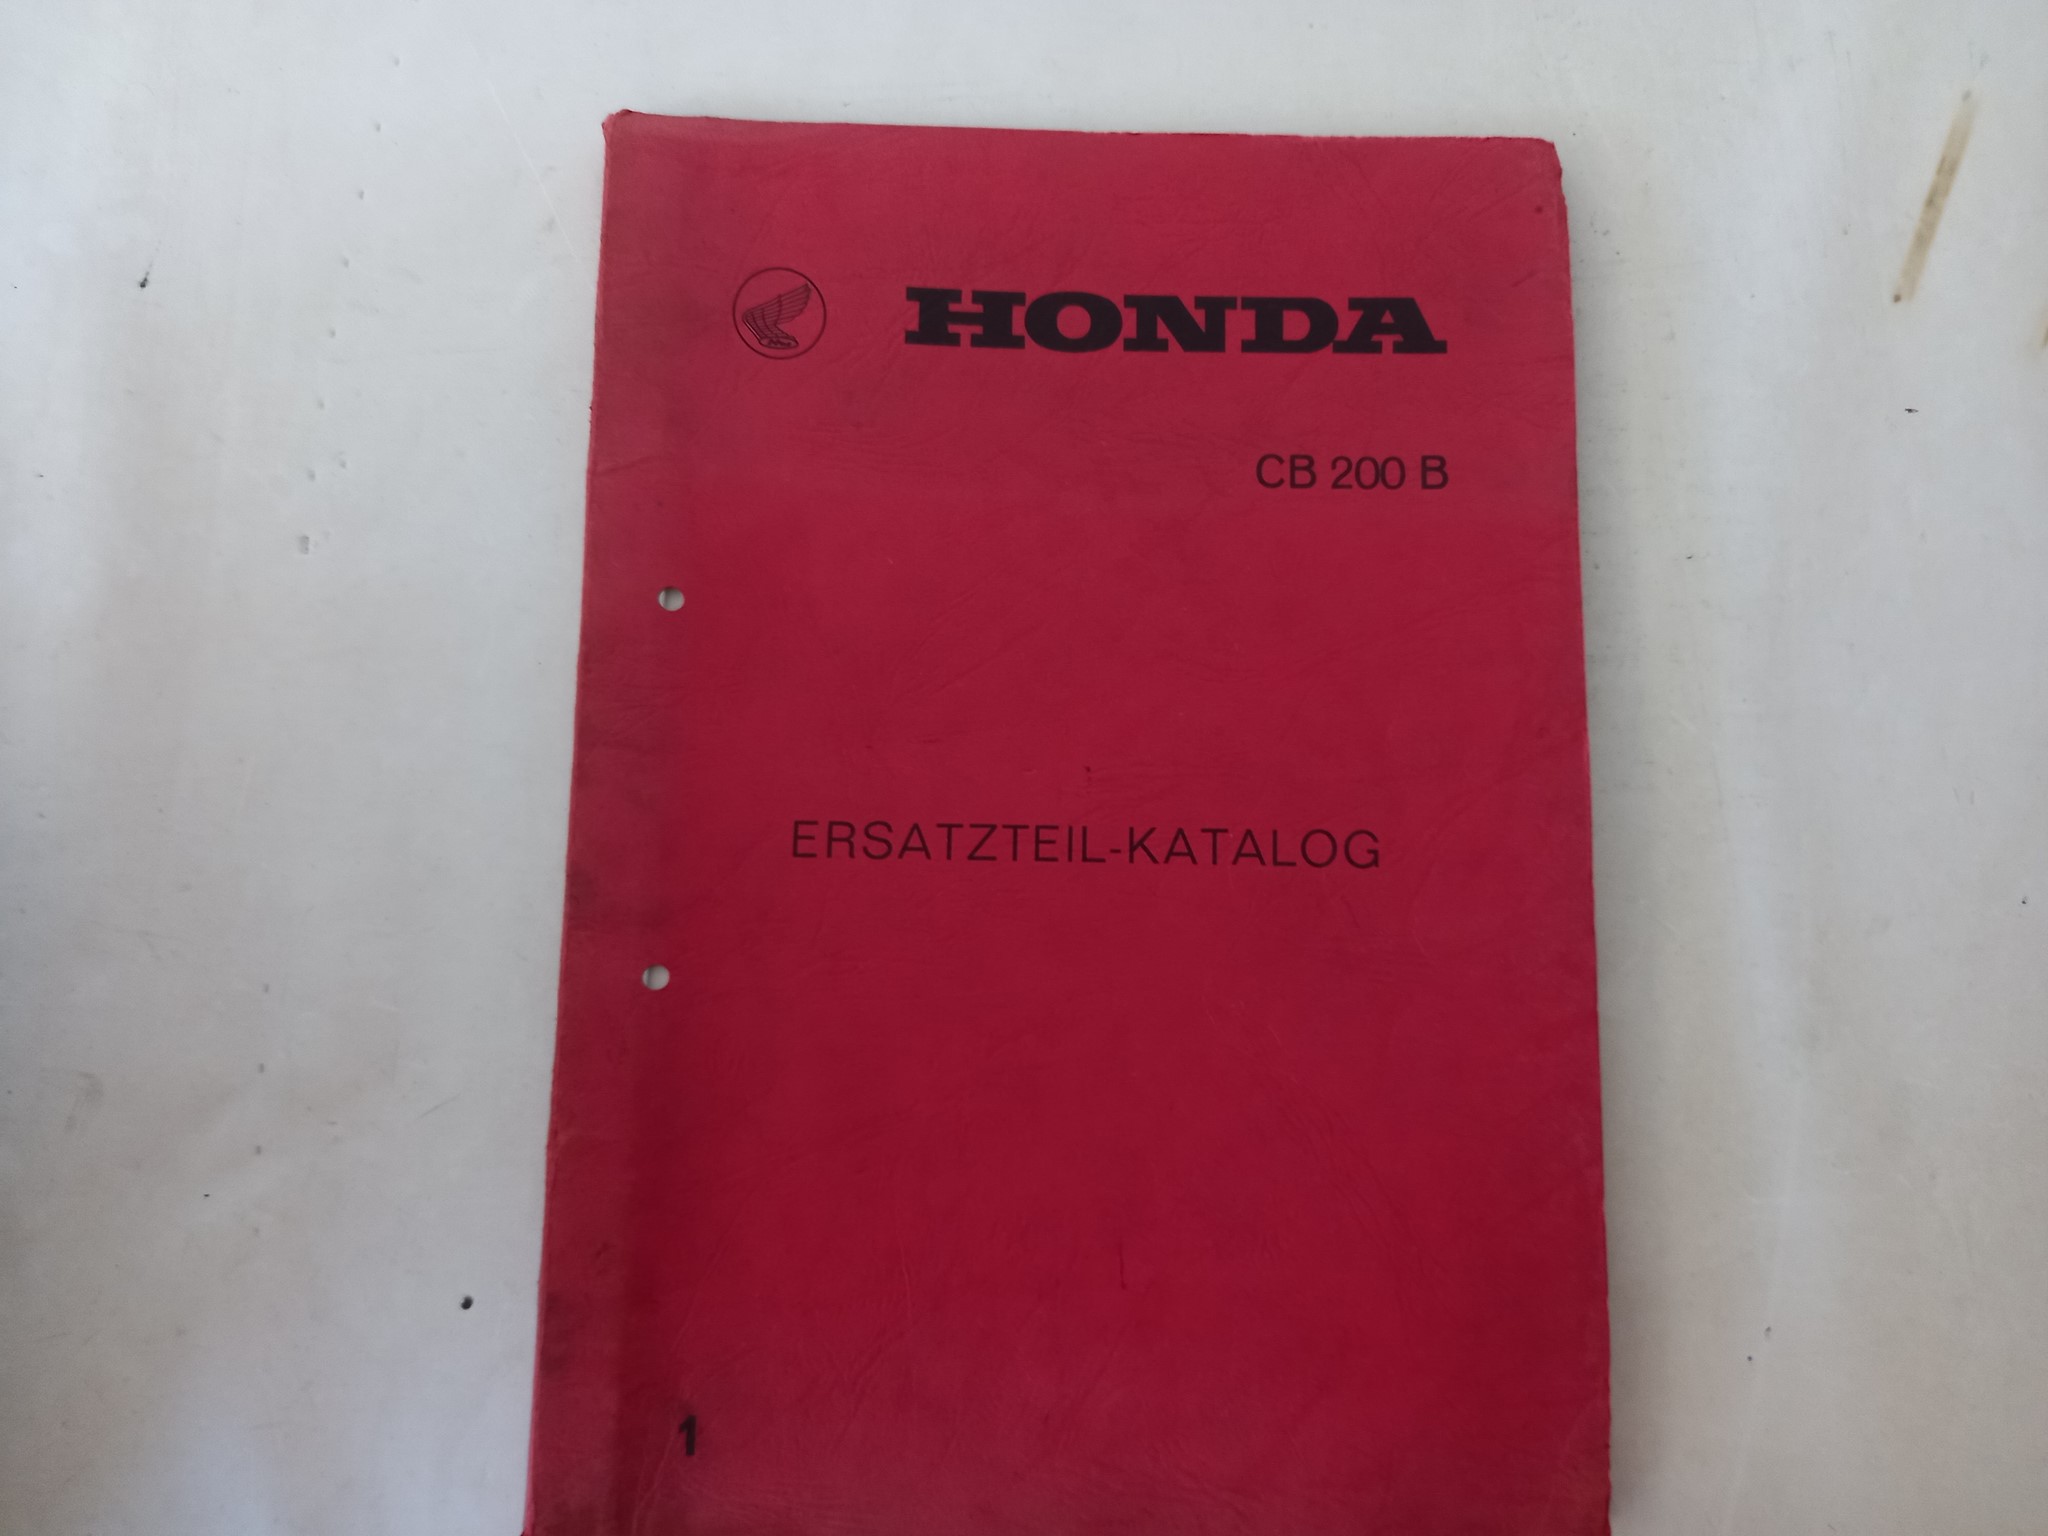 HONDA
CB 200 B
ERSATZTEIL-KATALOG
1